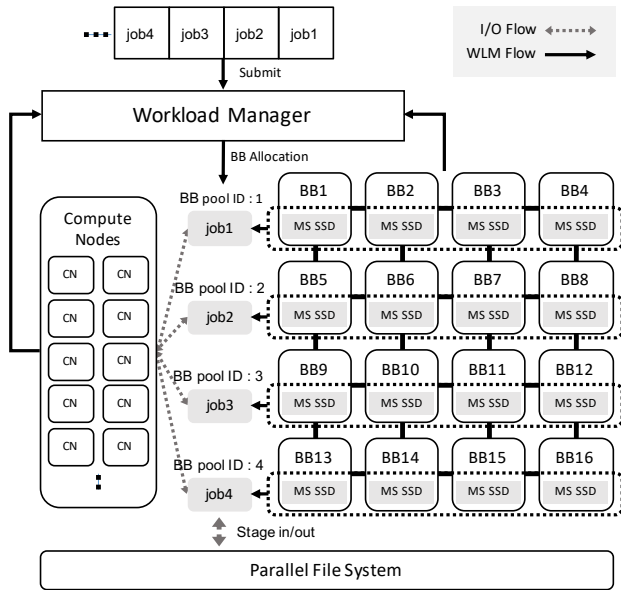 job4 job3 job2 job1
I/O Flow
WLM Flow
Submit
Workload Manager
BB Allocation
BB pool ID : 1
job1
BB1 BB2 BB3 BB4
MS SSD MS SSD MS SSD MS SSD
Compute
Nodes
CN CN
CN CN
CN CN
CN CN
CN CN
BB pool ID : 2
job2
BB5 BB6 BB7 BB8
MS SSD MS SSD MS SSD MS SSD
BB pool ID : 3
job3
BB9 BB10 BB11 BB12
MS SSD MS SSD MS SSD MS SSD
BB pool ID : 4
job4
BB13 BB14 BB15 BB16
MS SSD MS SSD MS SSD MS SSD
Stage in/out
Parallel File System